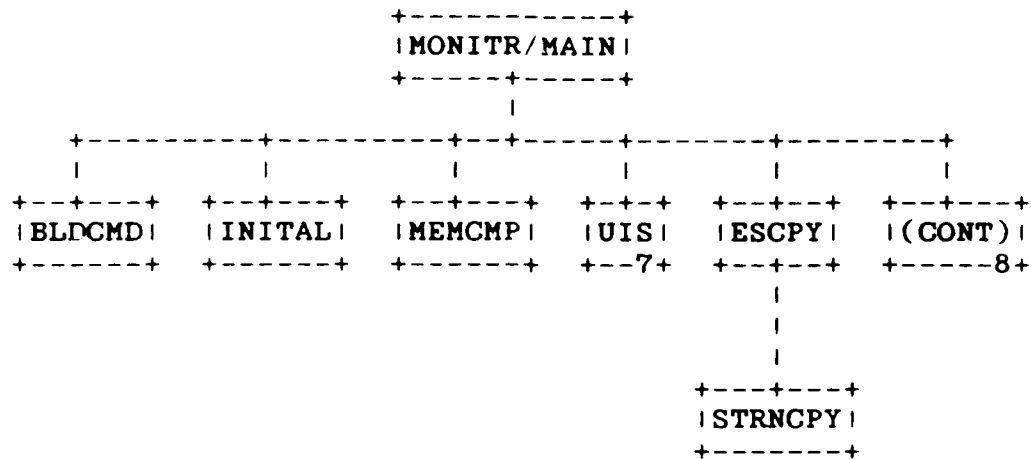 MONITR/MAIN
BLDCMD INITAL MEMCMP UIS ESCPY (CONT)
7 8
STRNCPY